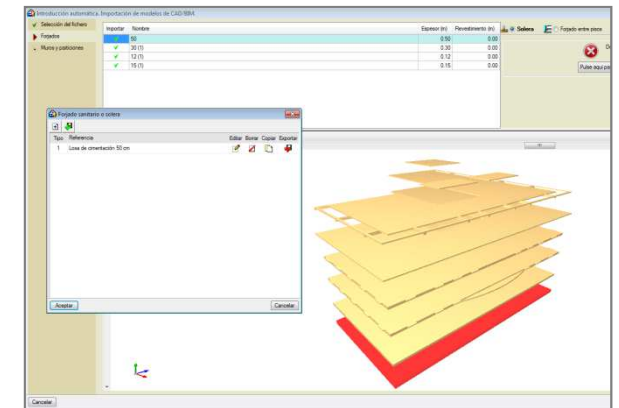 Introducción automática. Importación de modelos de CAD/BIM
Selección del fichero
Forjados
Muros y particiones
Importar Nombre Espesor (m) Revestimiento (m)
50 0.50 0.00
30 (1) 0.30 0.00
12 (1) 0.12 0.00
15 (1) 0.15 0.00
Solera Forjado entre pisos
Pulse aquí pa
Forjado sanitario o solera
Tipo Referencia Editar Borrar Copiar Exportar
1 Losa de cimentación 50 cm
Aceptar Cancelar
Cancelar